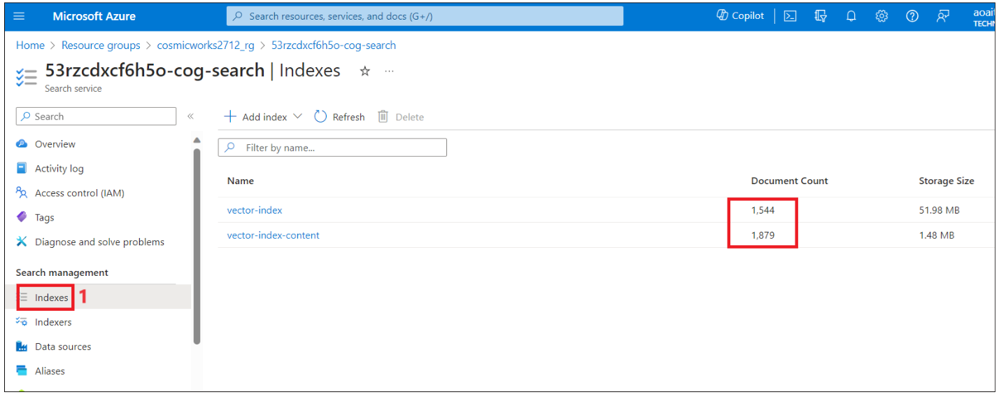 Microsoft Azure
Search resources, services, and docs (G+/)
Copilot
aoai
TECHN
Home > Resource groups > cosmicworks2712_rg > 53rzcdxcf6h5o-cog-search
53rzcdxcf6h5o-cog-search | Indexes
Search service
Search
Add index
Refresh
Delete
Overview
Filter by name...
Activity log
Name
Document Count
Storage Size
Access control (IAM)
vector-index
1,544
51.98 MB
Tags
vector-index-content
1,879
1.48 MB
Diagnose and solve problems
Search management
Indexes
1
Indexers
Data sources
Aliases